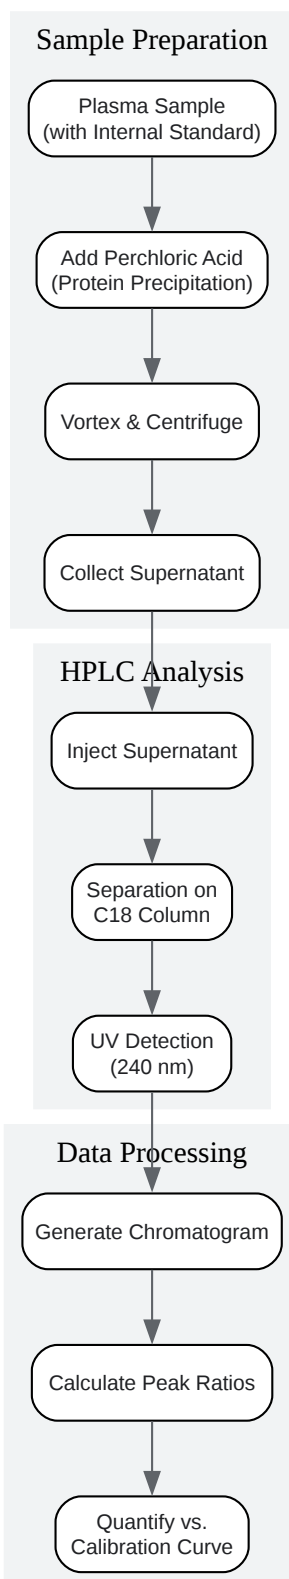 Sample Preparation
Plasma Sample
(with Internal Standard)
Add Perchloric Acid
(Protein Precipitation)
Vortex & Centrifuge
Collect Supernatant
HPLC Analysis
Inject Supernatant
Separation on
C18 Column
UV Detection
(240 nm)
Data Processing
Generate Chromatogram
Calculate Peak Ratios
Quantify vs.
Calibration Curve